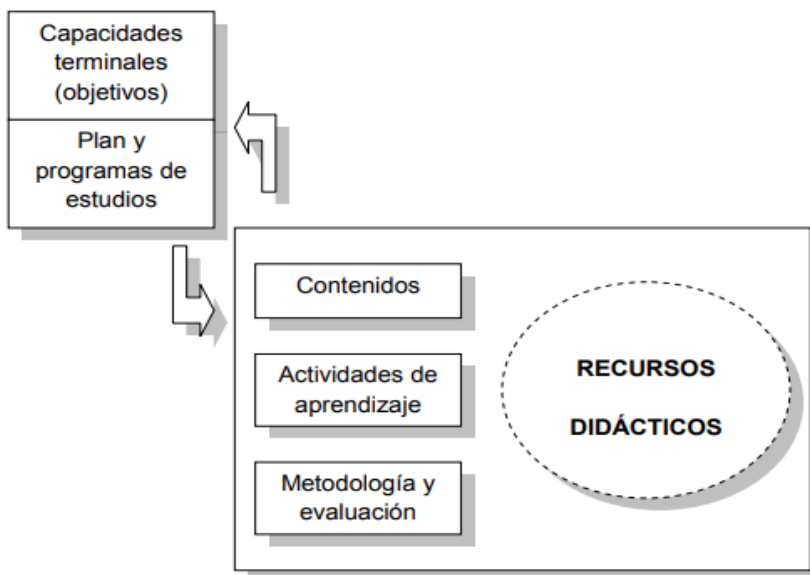 Capacidades
terminales
(objetivos)
Plan y
programas de
estudios
Contenidos
Actividades de
aprendizaje
Metodología y
evaluación
RECURSOS
DIDÁCTICOS